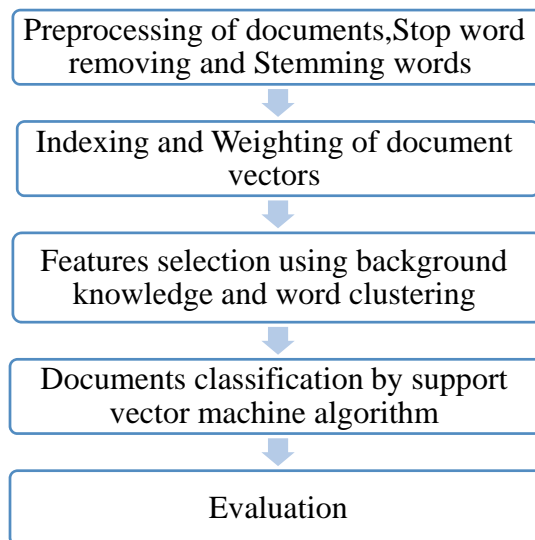 Preprocessing of documents,Stop word
removing and Stemming words
Indexing and Weighting of document
vectors
Features selection using background
knowledge and word clustering
Documents classification by support
vector machine algorithm
Evaluation